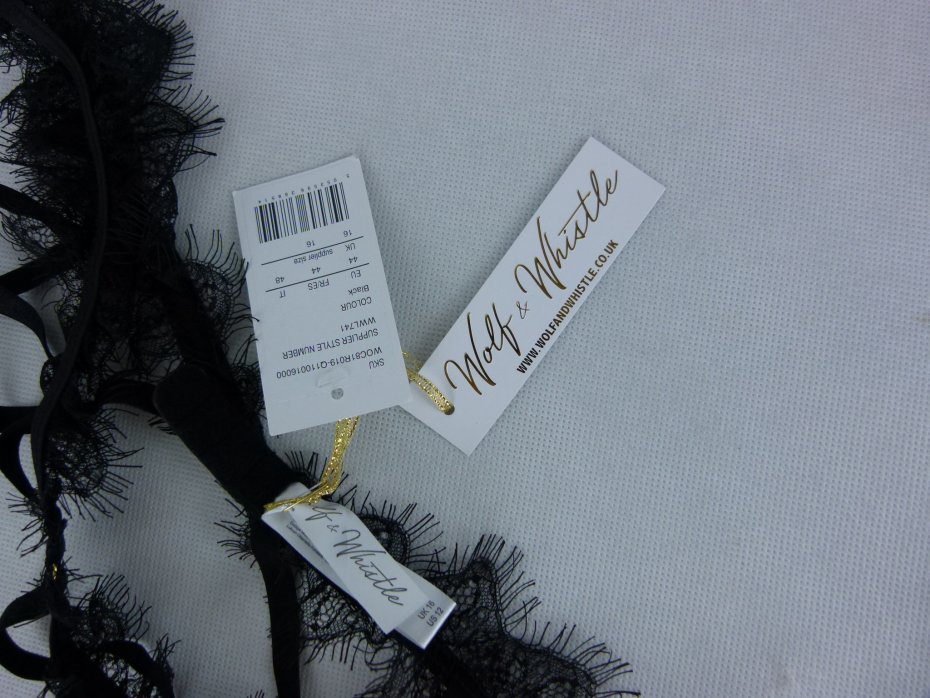 Wolf & Whistle
WWW.WOLFANDWHISTLE.CO.UK
SKU
WOC81R019-Q1100016000
SUPPLIER STYLE NUMBER
WWL741
COLOUR
Black
EU FR/ES IT
44 44 48
UK supplier size
16 16
Wolf & Whistle
UK 16
US 12